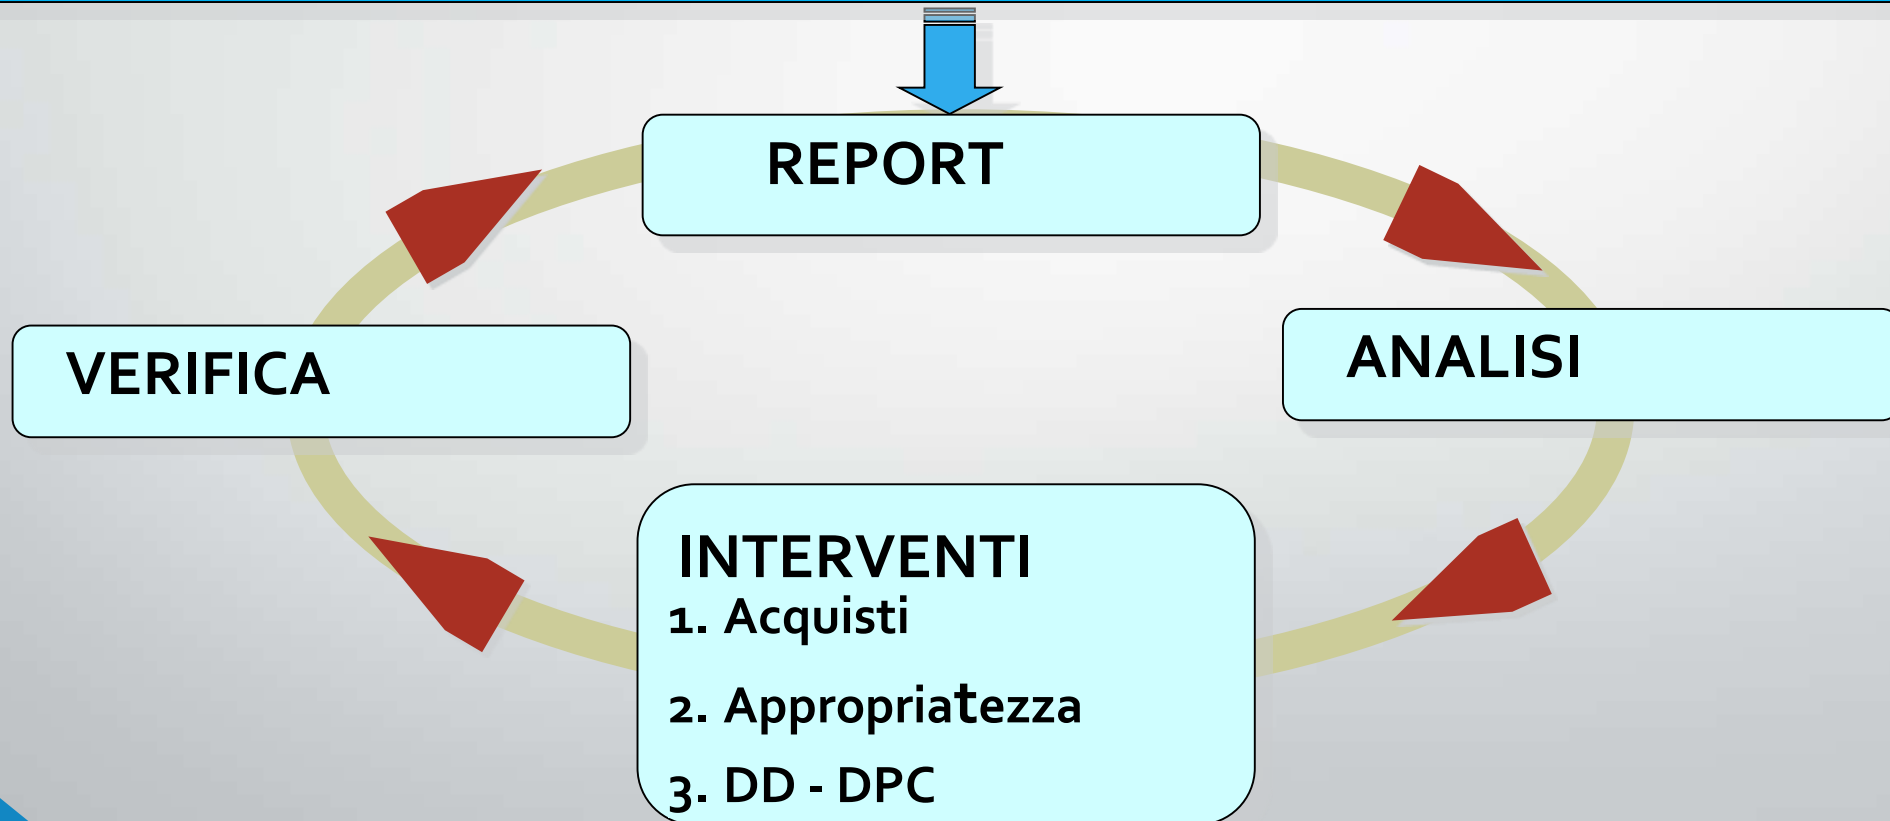 REPORT
VERIFICA
ANALISI
INTERVENTI
1. Acquisti
2. Appropriatezza
3. DD - DPC